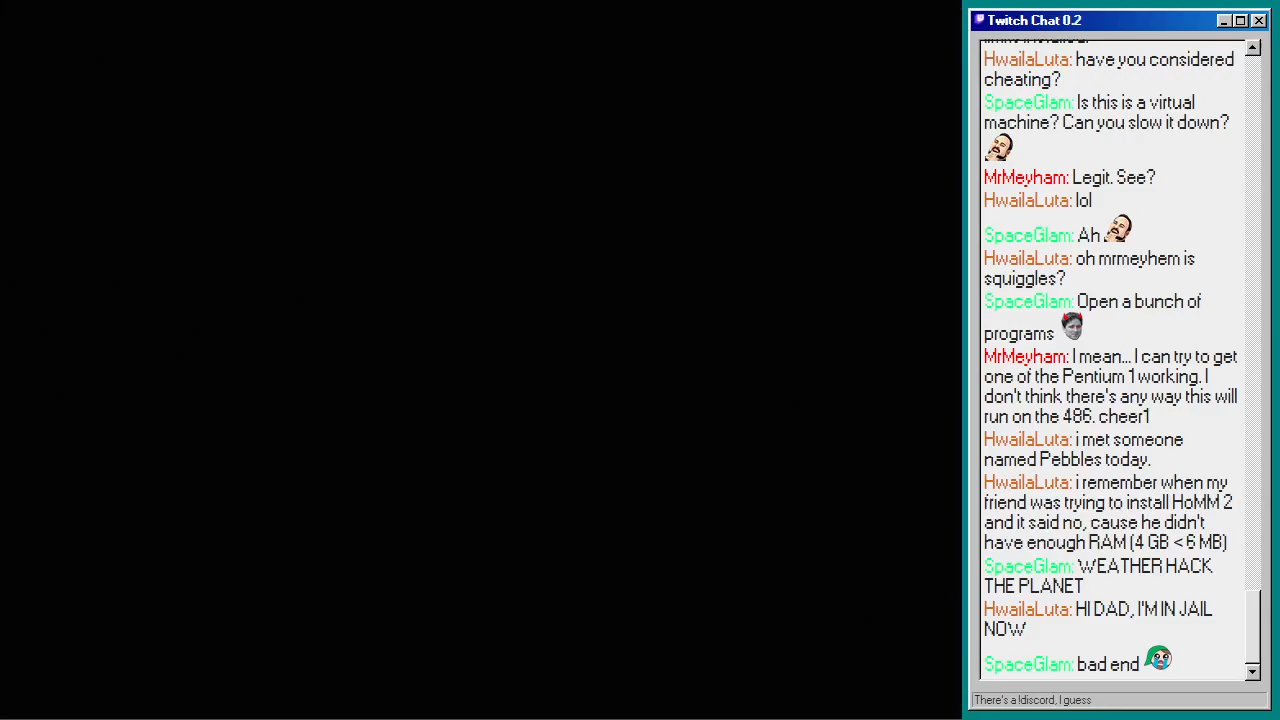 Twitch Chat 0.2
HwailaLuta: have you considered
cheating?
SpaceGlam: Is this is a virtual
machine? Can you slow it down?
MrMeyham: Legit. See?
HwailaLuta: lol
SpaceGlam: Ah
HwailaLuta: oh mrmeyhem is
squiggles?
SpaceGlam: Open a bunch of
programs
MrMeyham: I mean... I can try to get
one of the Pentium 1 working. I
don't think there's any way this will
run on the 486. cheer1
HwailaLuta: i met someone
named Pebbles today.
HwailaLuta: i remember when my
friend was trying to install HoMM 2
and it said no, cause he didn't
have enough RAM (4 GB < 6 MB)
SpaceGlam: WEATHER HACK
THE PLANET
HwailaLuta: HI DAD, I'M IN JAIL
NOW
SpaceGlam: bad end
There's a !discord, I guess